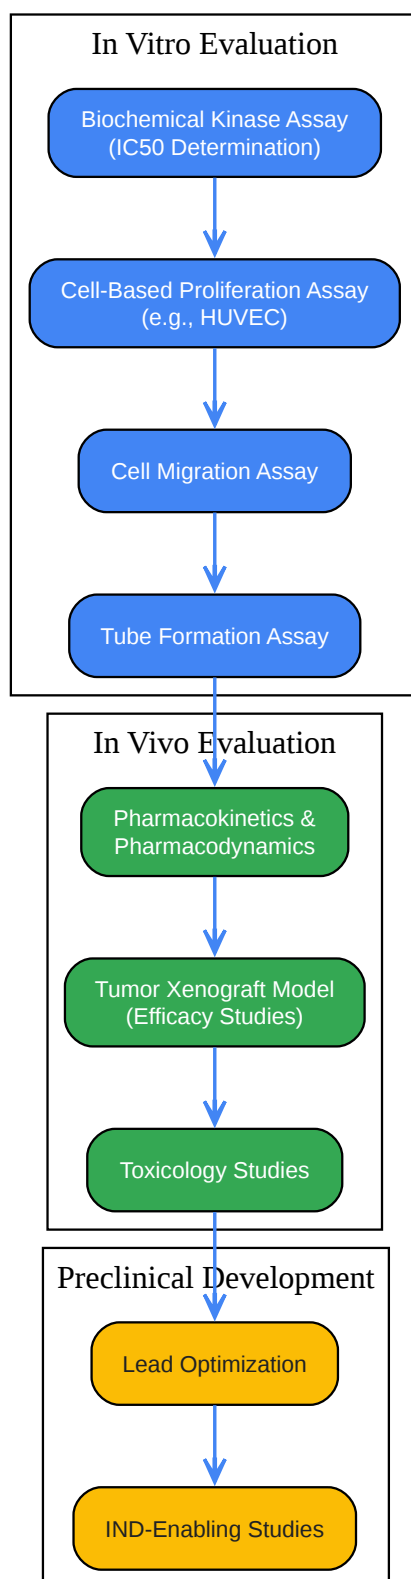 In Vitro Evaluation
Biochemical Kinase Assay
(IC50 Determination)
Cell-Based Proliferation Assay
(e.g., HUVEC)
Cell Migration Assay
Tube Formation Assay
In Vivo Evaluation
Pharmacokinetics &
Pharmacodynamics
Tumor Xenograft Model
(Efficacy Studies)
Toxicology Studies
Preclinical Development
Lead Optimization
IND-Enabling Studies